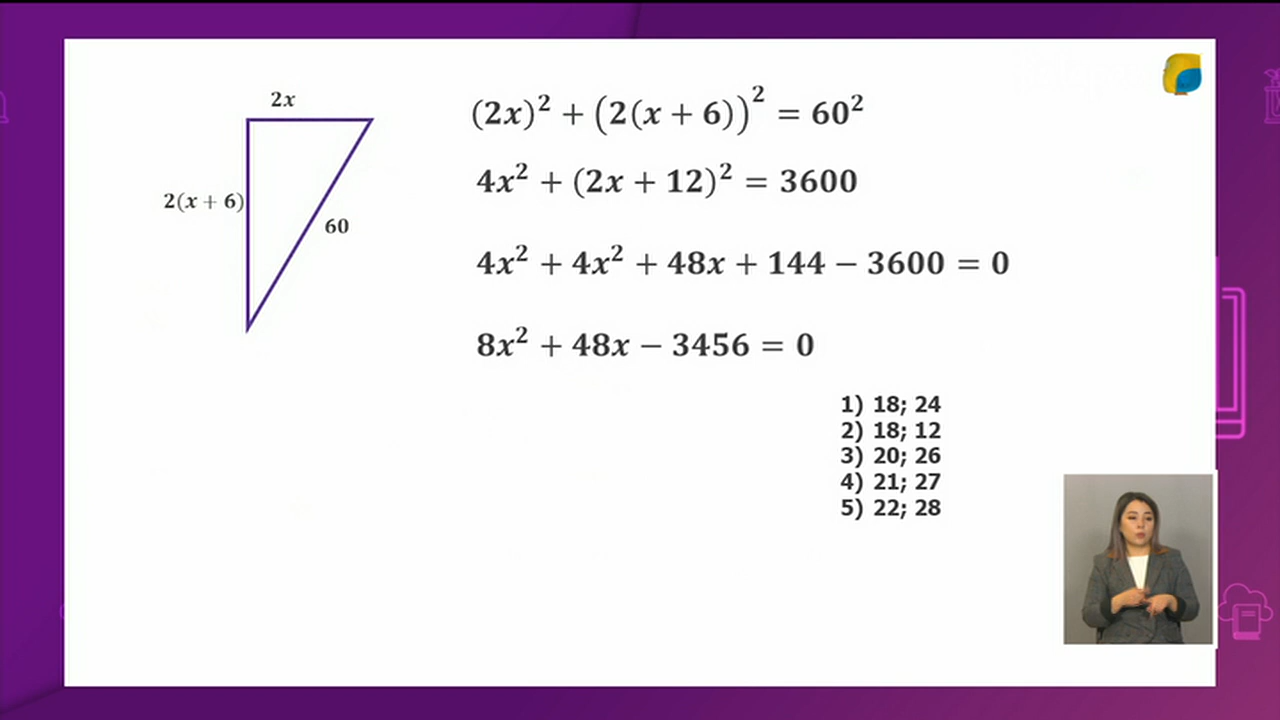 2x
2(x + 6)
60
(2x)² + (2(x + 6))² = 60²
4x² + (2x + 12)² = 3600
4x² + 4x² + 48x + 144 − 3600 = 0
8x² + 48x − 3456 = 0
1) 18; 24
2) 18; 12
3) 20; 26
4) 21; 27
5) 22; 28